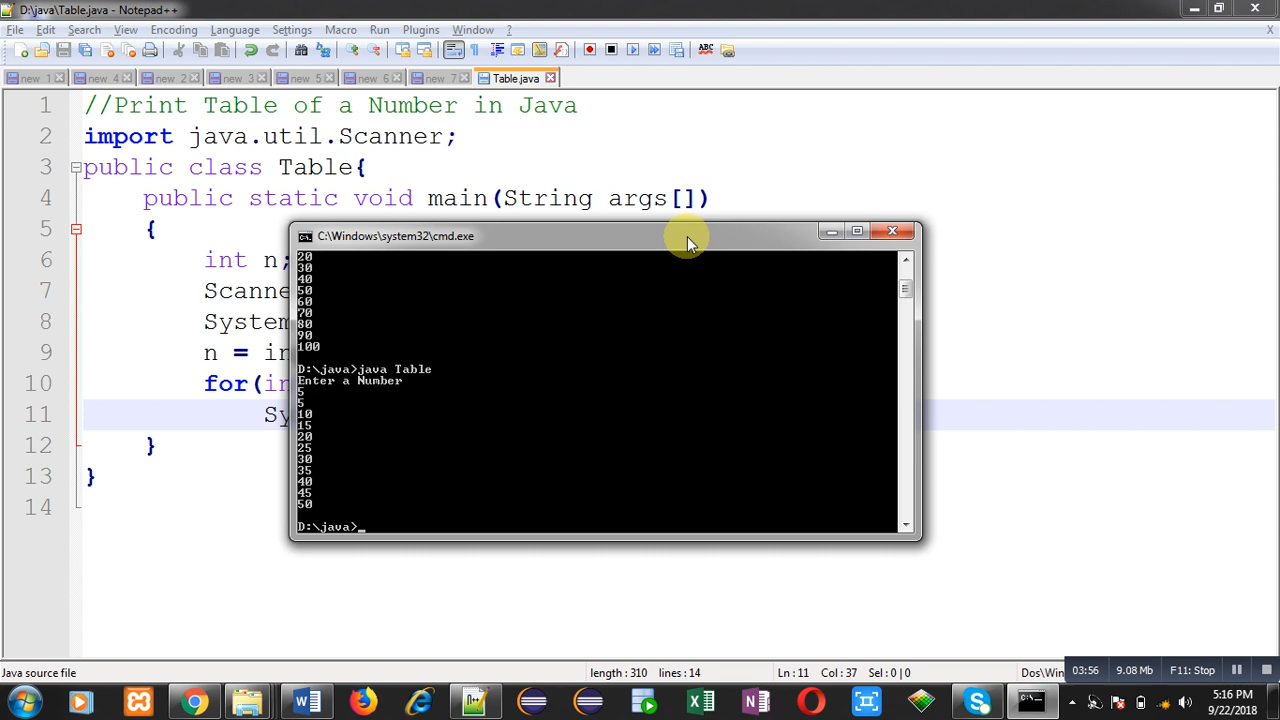 D:\java\Table.java - Notepad++
File Edit Search View Encoding Language Settings Macro Run Plugins Window ? X
new 1 new 4 new 2 new 3 new 5 new 6 new 7 Table.java
1 //Print Table of a Number in Java
2 import java.util.Scanner;
3 public class Table{
4 public static void main(String args[])
5 {
6 int n;
7 Scanne
8 System
9 n = in
10 for(in
11 Sy
12 }
13 }
14
C:\Windows\system32\cmd.exe
20
30
40
50
60
70
80
90
100
D:\java>java Table
Enter a Number
5
5
10
15
20
25
30
35
40
45
50
D:\java>_
Java source file length : 310 lines : 14 Ln : 11 Col : 37 Sel : 0 | 0 Dos\Win
03:56 9.08 Mb F11: Stop
5:16 PM
9/22/2018